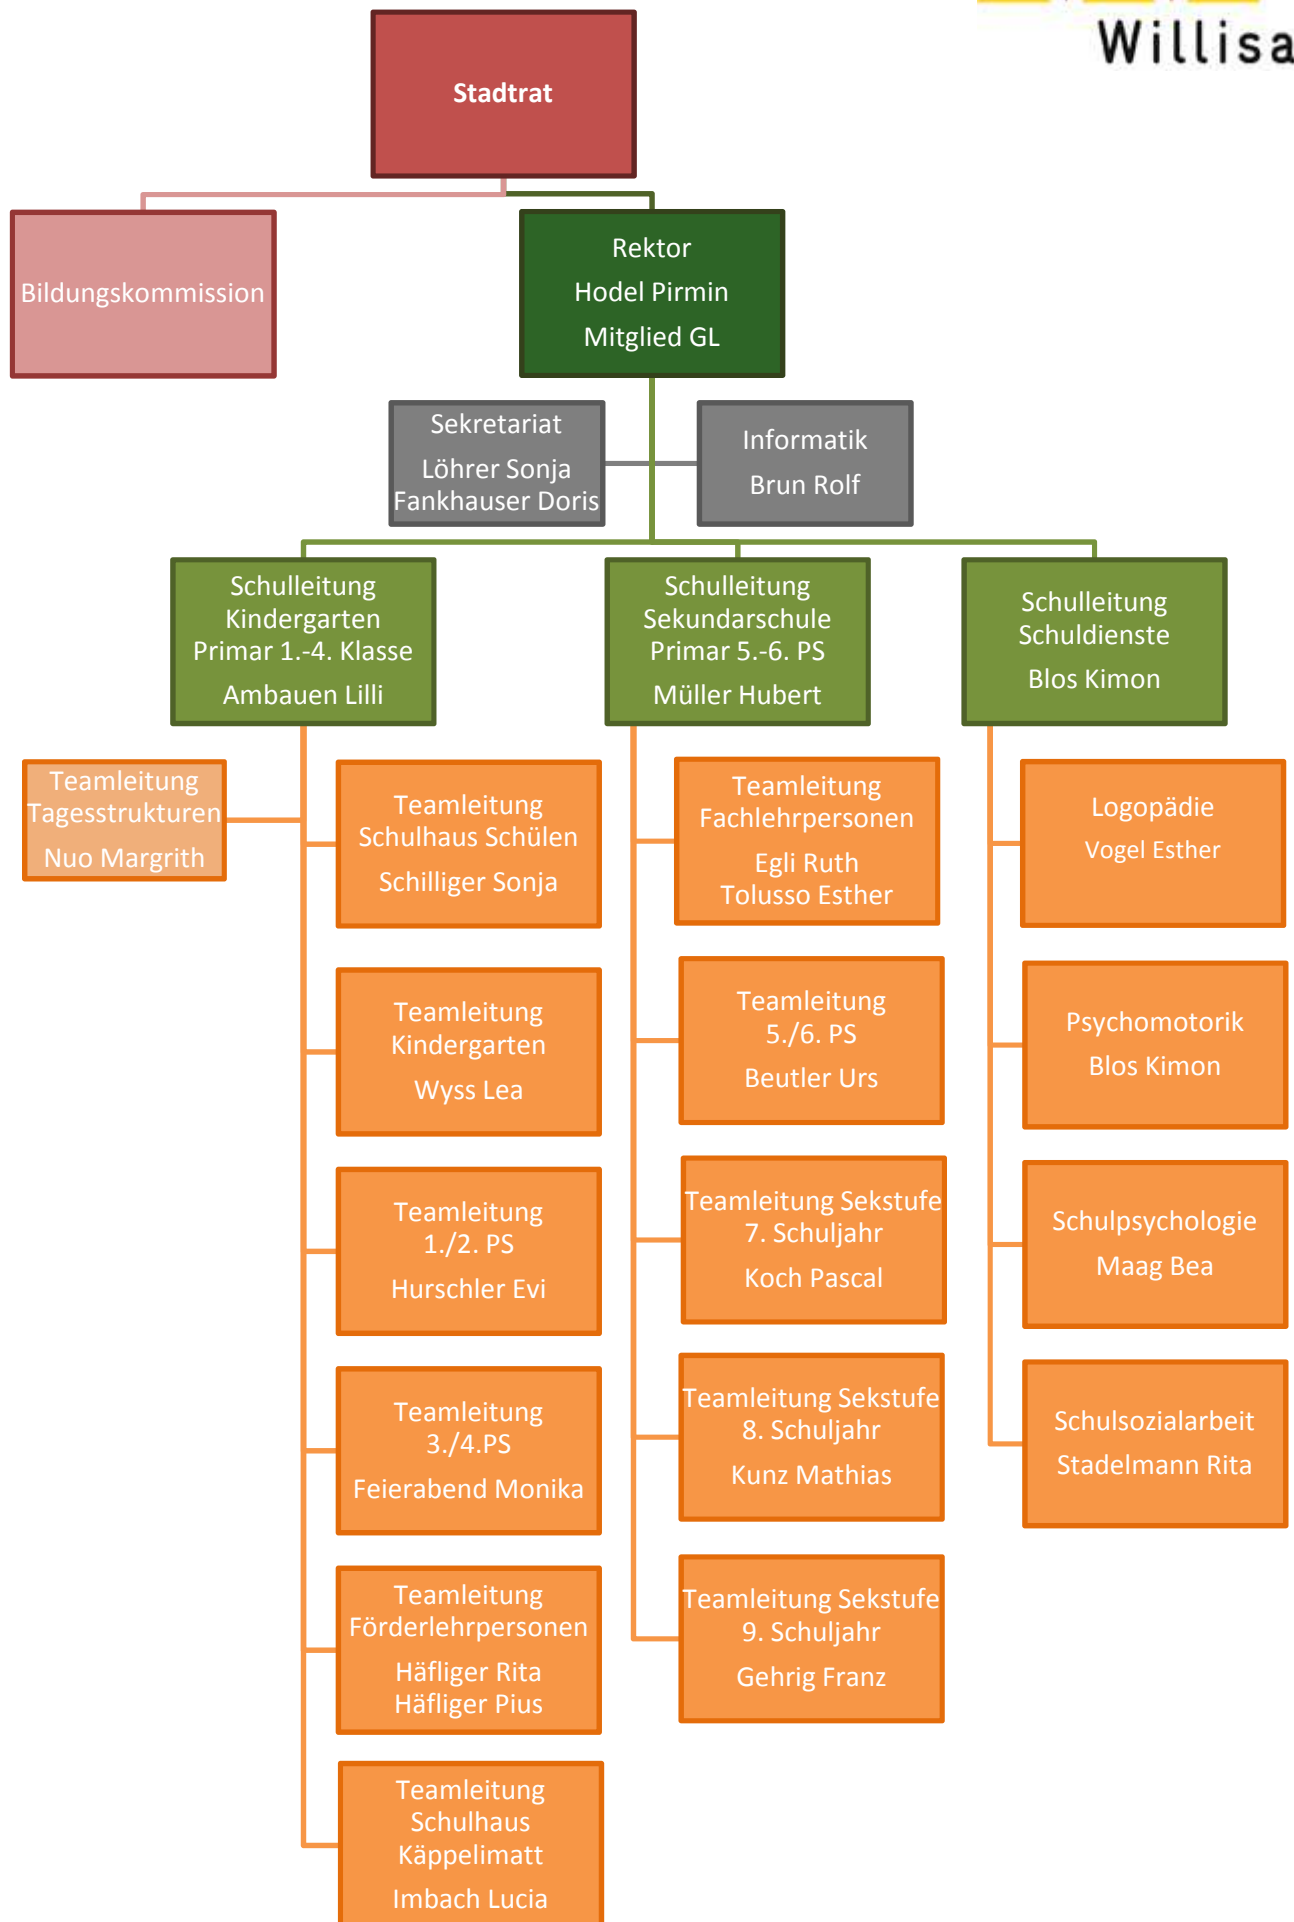 Willisa
Stadtrat
Bildungskommission
Rektor
Hodel Pirmin
Mitglied GL
Sekretariat
Löhrer Sonja
Fankhauser Doris
Informatik
Brun Rolf
Schulleitung
Kindergarten
Primar 1.-4. Klasse
Ambauen Lilli
Schulleitung
Sekundarschule
Primar 5.-6. PS
Müller Hubert
Schulleitung
Schuldienste
Blos Kimon
Teamleitung
Tagesstrukturen
Nuo Margrith
Teamleitung
Schulhaus Schülen
Schilliger Sonja
Teamleitung
Kindergarten
Wyss Lea
Teamleitung
1./2. PS
Hurschler Evi
Teamleitung
3./4.PS
Feierabend Monika
Teamleitung
Förderlehrpersonen
Häfliger Rita
Häfliger Pius
Teamleitung
Schulhaus
Käppelimatt
Imbach Lucia
Teamleitung
Fachlehrpersonen
Egli Ruth
Tolusso Esther
Teamleitung
5./6. PS
Beutler Urs
Teamleitung Sekstufe
7. Schuljahr
Koch Pascal
Teamleitung Sekstufe
8. Schuljahr
Kunz Mathias
Teamleitung Sekstufe
9. Schuljahr
Gehrig Franz
Logopädie
Vogel Esther
Psychomotorik
Blos Kimon
Schulpsychologie
Maag Bea
Schulsozialarbeit
Stadelmann Rita